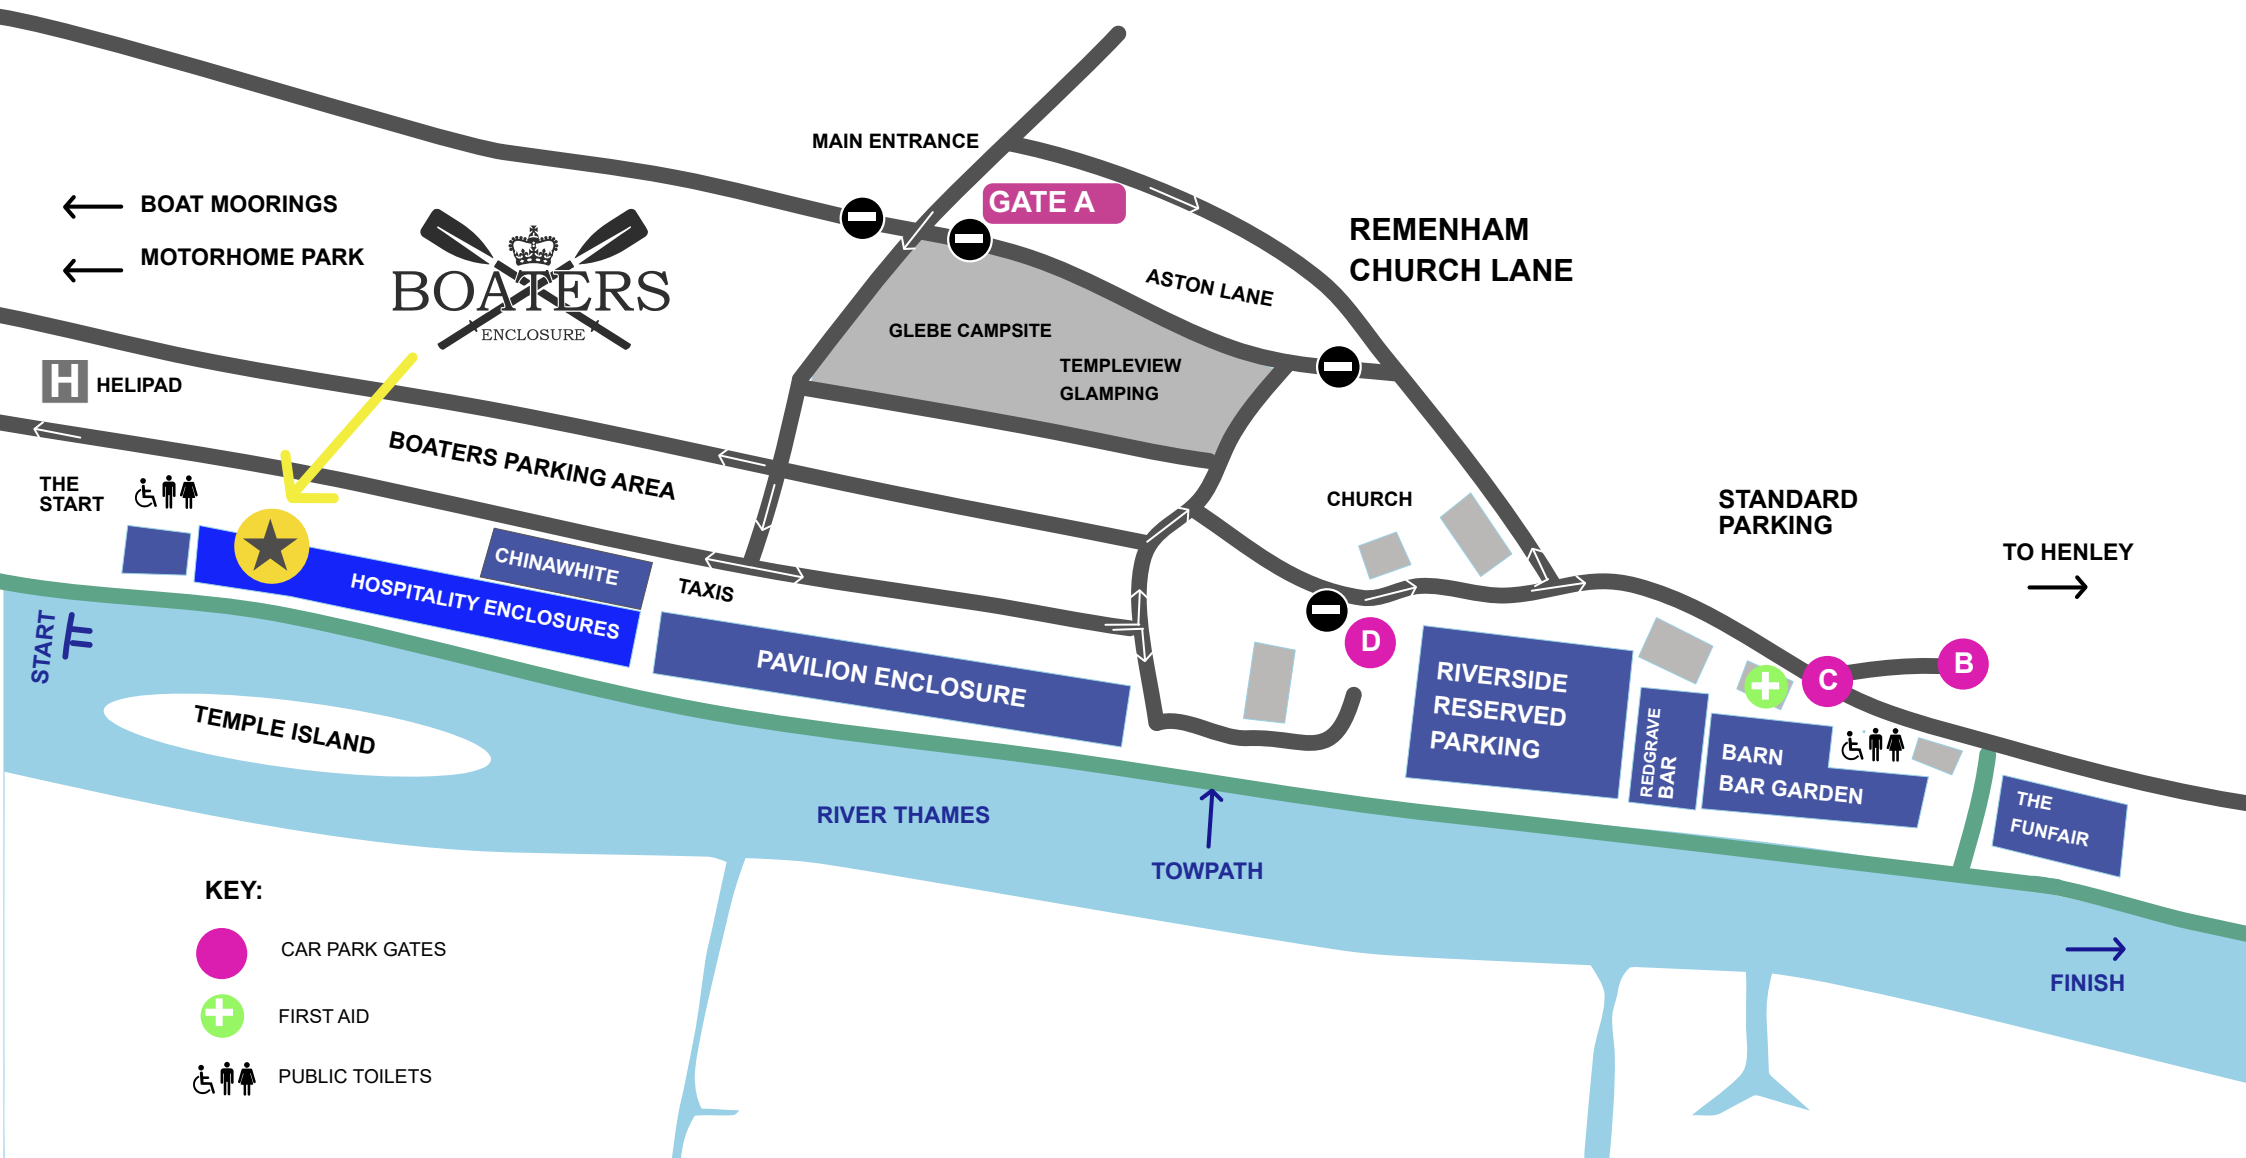 MAIN ENTRANCE
GATE A
BOAT MOORINGS
MOTORHOME PARK
BOATERS
ENCLOSURE
REMENHAM
CHURCH LANE
ASTON LANE
GLEBE CAMPSITE
TEMPLEVIEW
GLAMPING
H HELIPAD
BOATERS PARKING AREA
THE
START
CHURCH
STANDARD
PARKING
TO HENLEY
CHINAWHITE
HOSPITALITY ENCLOSURES
TAXIS
PAVILION ENCLOSURE
D
C
B
RIVERSIDE
RESERVED
PARKING
REDGRAVE
BAR
BARN
BAR GARDEN
THE
FUNFAIR
START
TEMPLE ISLAND
RIVER THAMES
TOWPATH
FINISH
KEY:
CAR PARK GATES
FIRST AID
PUBLIC TOILETS